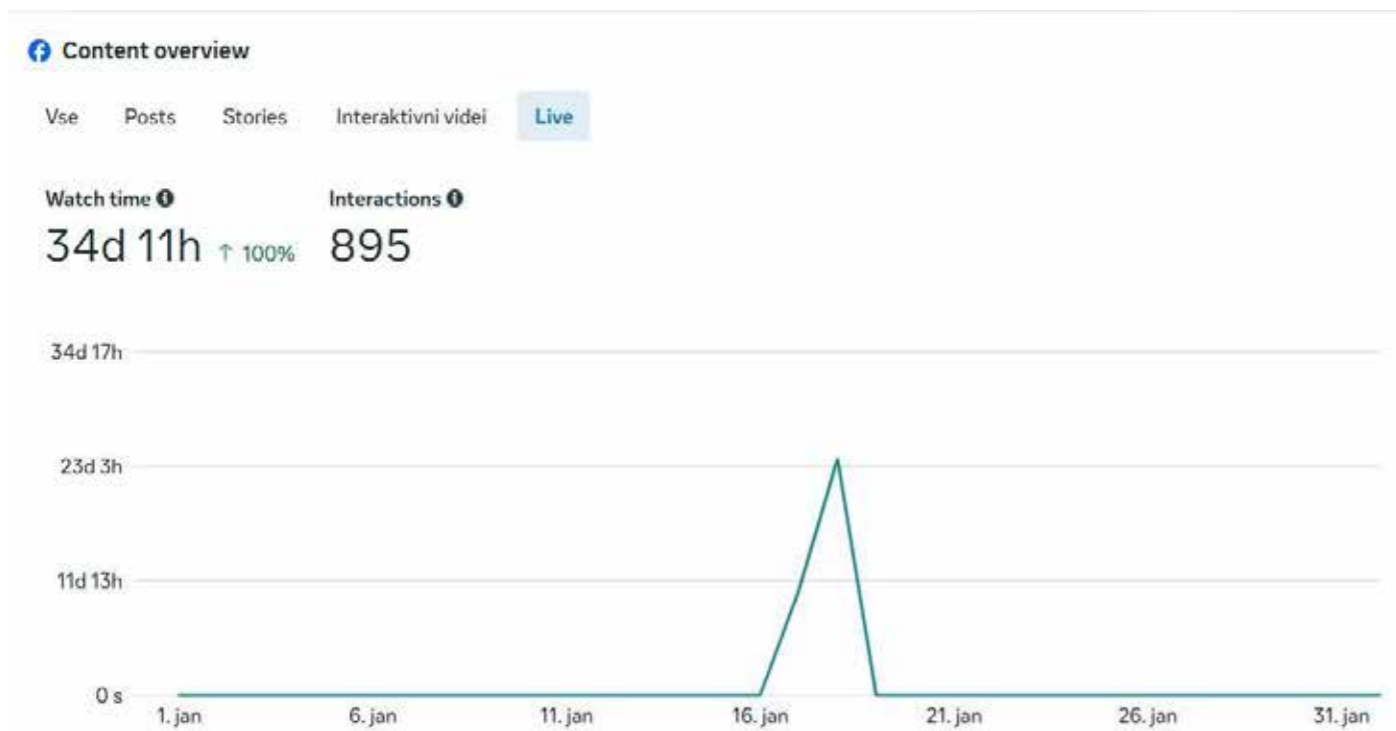 Content overview
Vse Posts Stories Interaktivni videi Live
Watch time Interactions
34d 11h ↑ 100% 895
34d 17h
23d 3h
11d 13h
0 s
1. jan 6. jan 11. jan 16. jan 21. jan 26. jan 31. jan